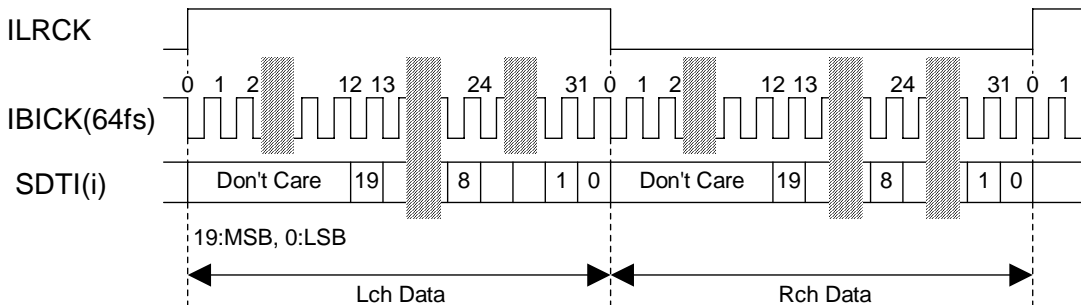 ILRCK
0 1 2 12 13 24 31 0 1 2 12 13 24 31 0 1
IBICK(64fs)
SDTI(i) Don't Care 19 8 1 0 Don't Care 19 8 1 0
19:MSB, 0:LSB
Lch Data Rch Data